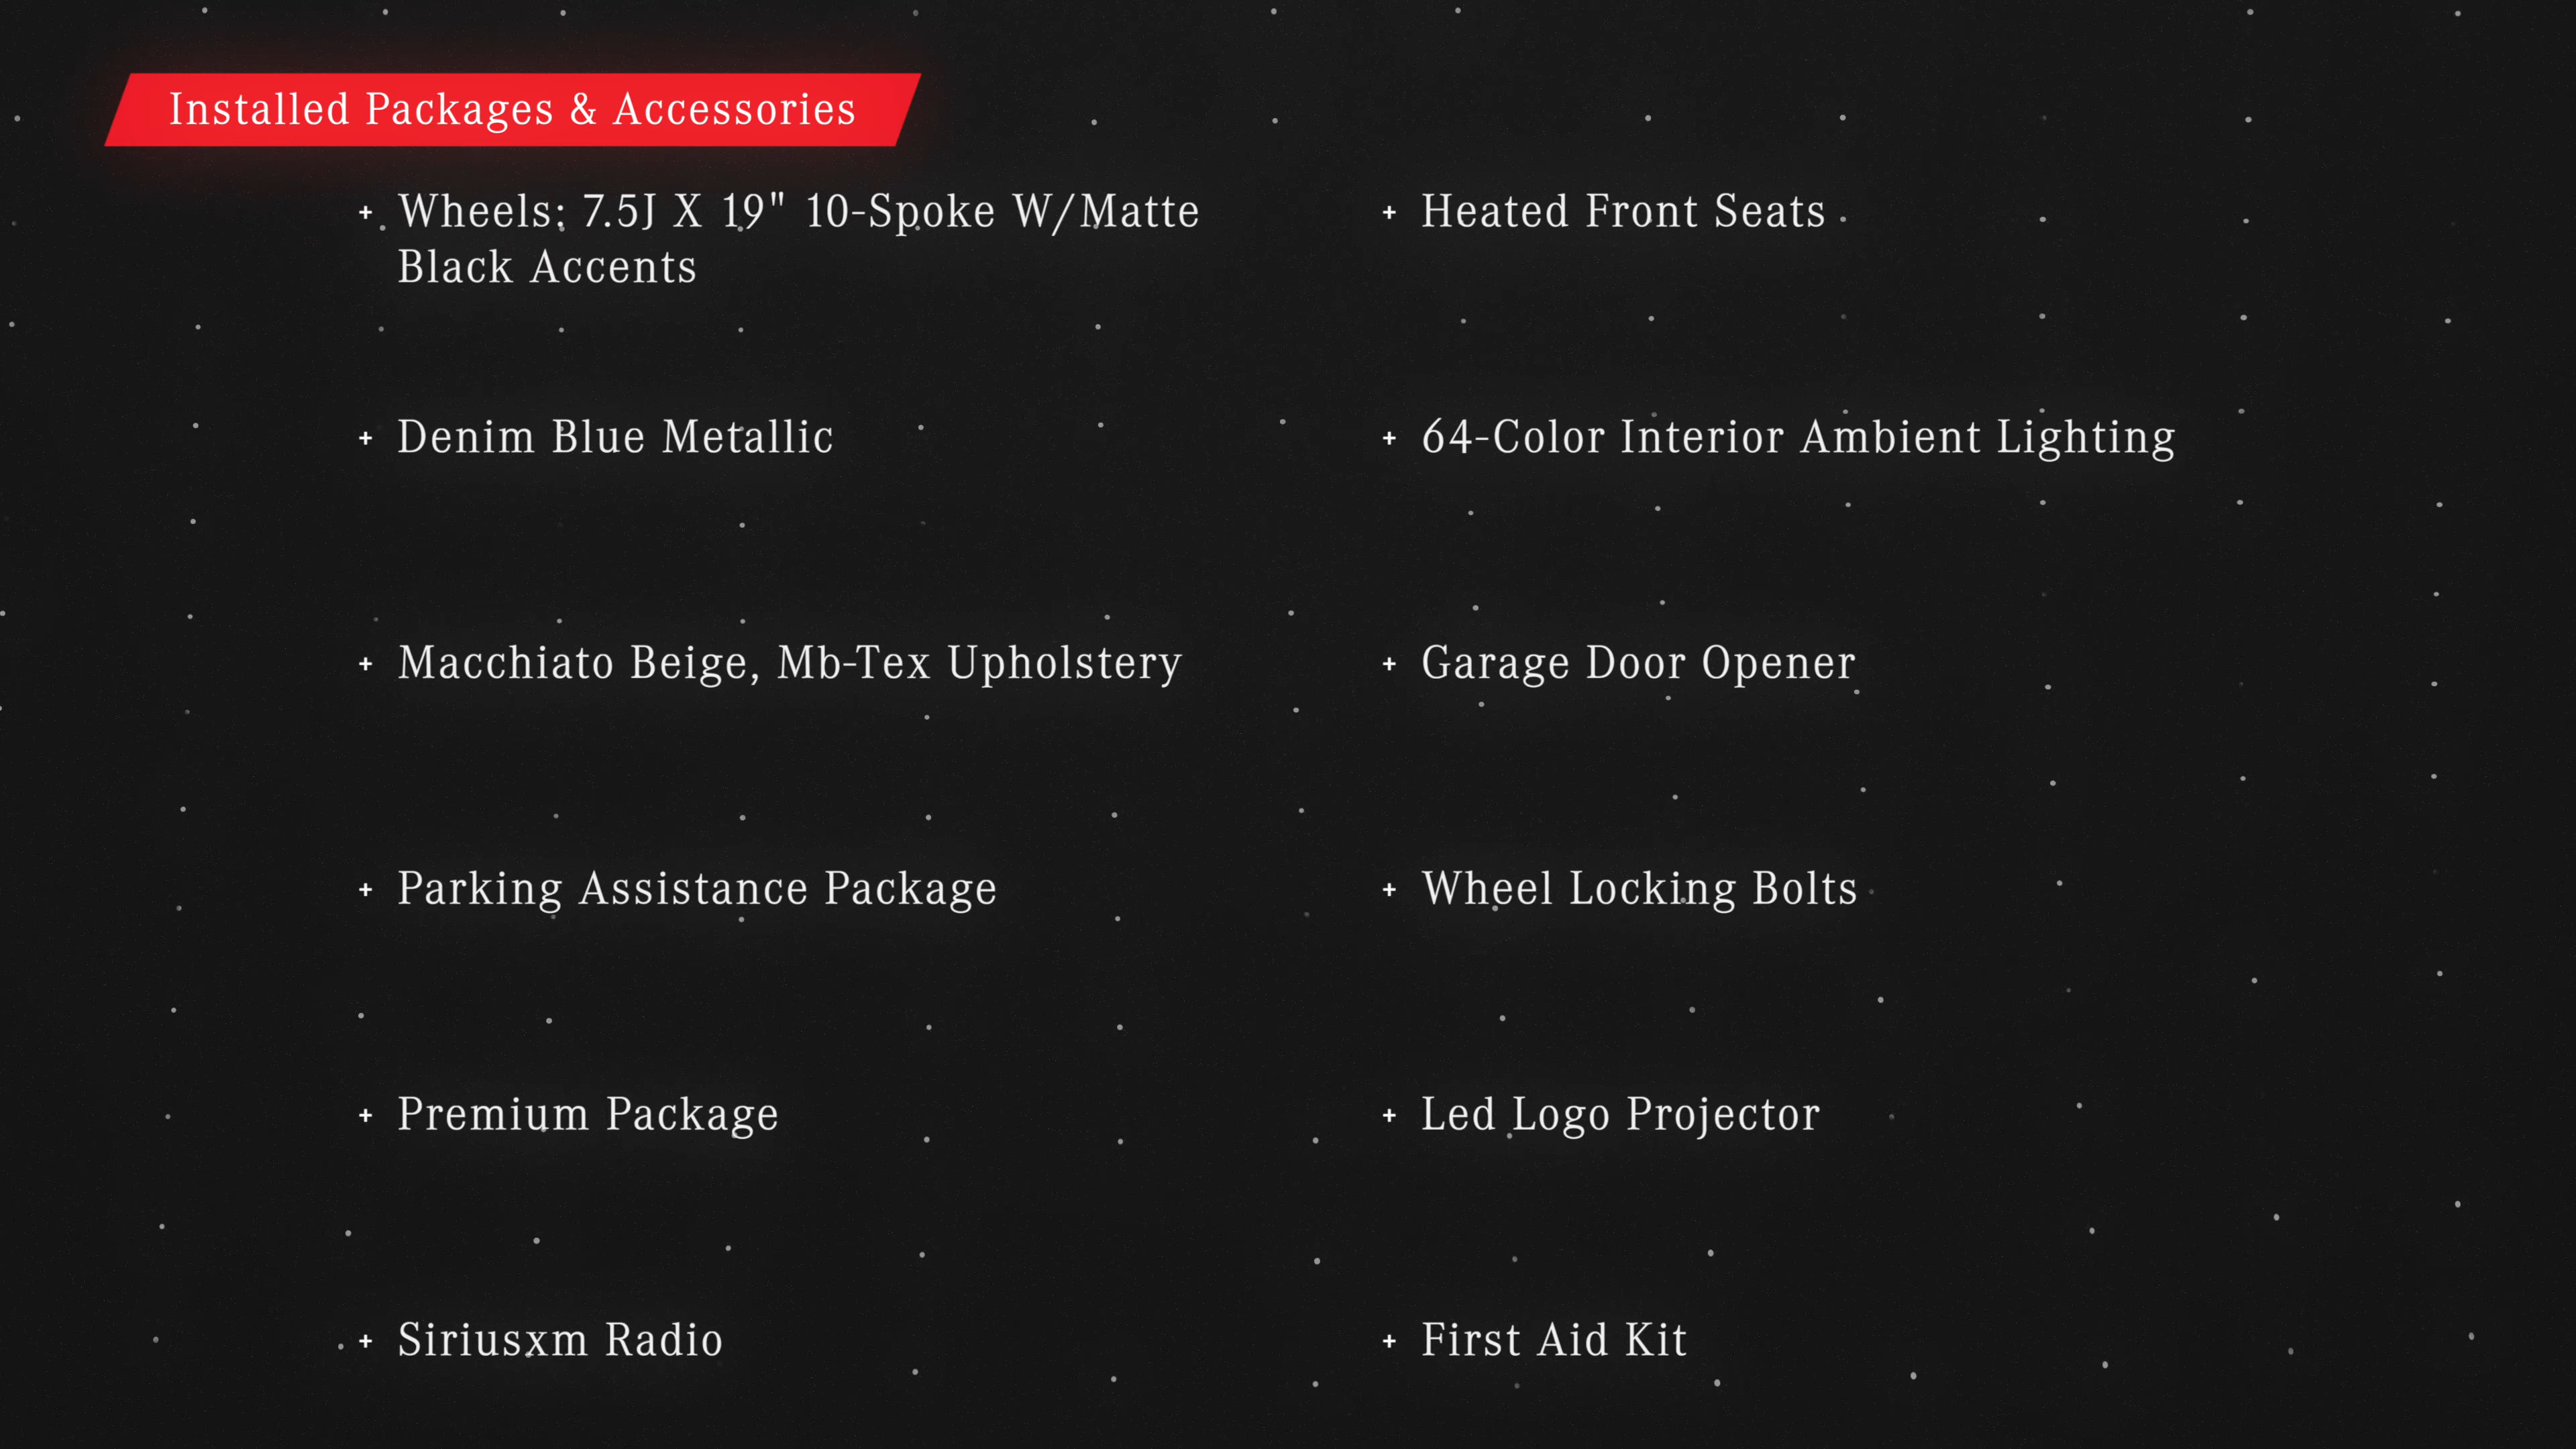 Installed Packages & Accessories
+ Wheels: 7.5J X 19" 10-Spoke W/Matte
Black Accents
+ Denim Blue Metallic
+ Macchiato Beige, Mb-Tex Upholstery
+ Parking Assistance Package
+ Premium Package
+ Siriusxm Radio
+ Heated Front Seats
+ 64-Color Interior Ambient Lighting
+ Garage Door Opener
+ Wheel Locking Bolts
+ Led Logo Projector
+ First Aid Kit